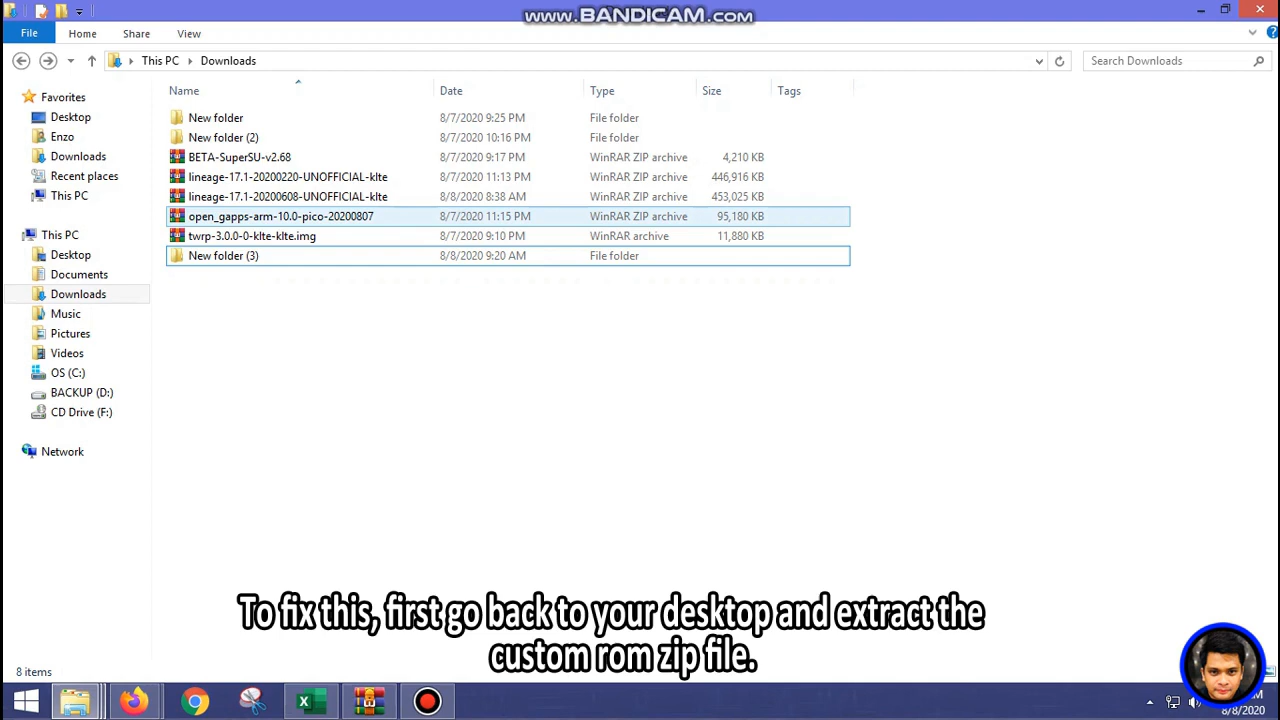 www.BANDICAM.com
File Home Share View
This PC Downloads
Search Downloads
Name Date Type Size Tags
Favorites
Desktop
Enzo
Downloads
Recent places
This PC
This PC
Desktop
Documents
Downloads
Music
Pictures
Videos
OS (C:)
BACKUP (D:)
CD Drive (F:)
Network
New folder 8/7/2020 9:25 PM File folder
New folder (2) 8/7/2020 10:16 PM File folder
BETA-SuperSU-v2.68 8/7/2020 9:17 PM WinRAR ZIP archive 4,210 KB
lineage-17.1-20200220-UNOFFICIAL-klte 8/7/2020 11:13 PM WinRAR ZIP archive 446,916 KB
lineage-17.1-20200608-UNOFFICIAL-klte 8/8/2020 8:38 AM WinRAR ZIP archive 453,025 KB
open_gapps-arm-10.0-pico-20200807 8/7/2020 11:15 PM WinRAR ZIP archive 95,180 KB
twrp-3.0.0-0-klte-klte.img 8/7/2020 9:10 PM WinRAR archive 11,880 KB
New folder (3) 8/8/2020 9:20 AM File folder
To fix this, first go back to your desktop and extract the
custom rom zip file.
8 items
8/8/2020